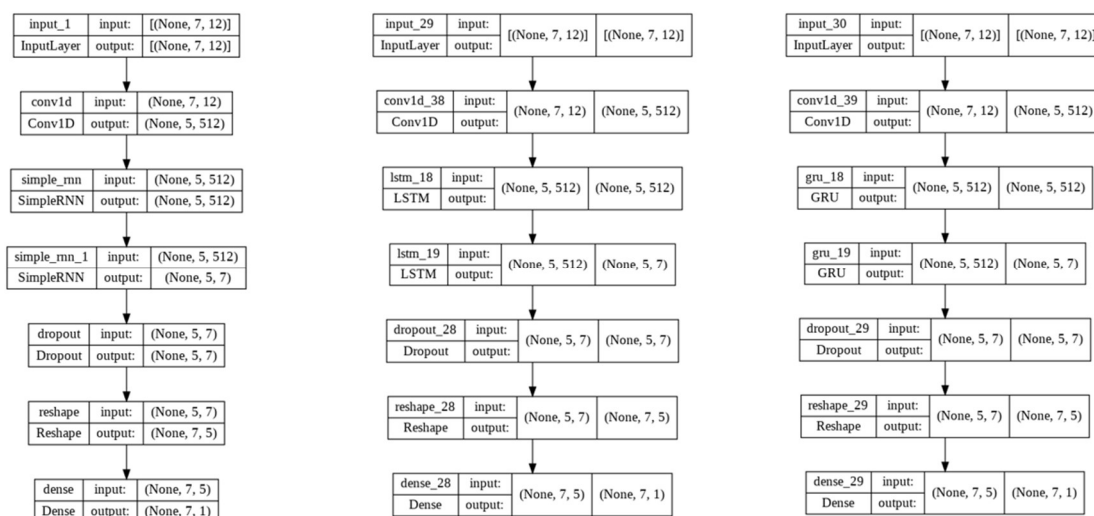 input_1 input: [(None, 7, 12)]
InputLayer output: [(None, 7, 12)]
conv1d input: (None, 7, 12)
Conv1D output: (None, 5, 512)
simple_rnn input: (None, 5, 512)
SimpleRNN output: (None, 5, 512)
simple_rnn_1 input: (None, 5, 512)
SimpleRNN output: (None, 5, 7)
dropout input: (None, 5, 7)
Dropout output: (None, 5, 7)
reshape input: (None, 5, 7)
Reshape output: (None, 7, 5)
dense input: (None, 7, 5)
Dense output: (None, 7, 1)
input_29 input: [(None, 7, 12)] [(None, 7, 12)]
InputLayer output:
conv1d_38 input: (None, 7, 12) (None, 5, 512)
Conv1D output:
lstm_18 input: (None, 5, 512) (None, 5, 512)
LSTM output:
lstm_19 input: (None, 5, 512) (None, 5, 7)
LSTM output:
dropout_28 input: (None, 5, 7) (None, 5, 7)
Dropout output:
reshape_28 input: (None, 5, 7) (None, 7, 5)
Reshape output:
dense_28 input: (None, 7, 5) (None, 7, 1)
Dense output:
input_30 input: [(None, 7, 12)] [(None, 7, 12)]
InputLayer output:
conv1d_39 input: (None, 7, 12) (None, 5, 512)
Conv1D output:
gru_18 input: (None, 5, 512) (None, 5, 512)
GRU output:
gru_19 input: (None, 5, 512) (None, 5, 7)
GRU output:
dropout_29 input: (None, 5, 7) (None, 5, 7)
Dropout output:
reshape_29 input: (None, 5, 7) (None, 7, 5)
Reshape output:
dense_29 input: (None, 7, 5) (None, 7, 1)
Dense output: